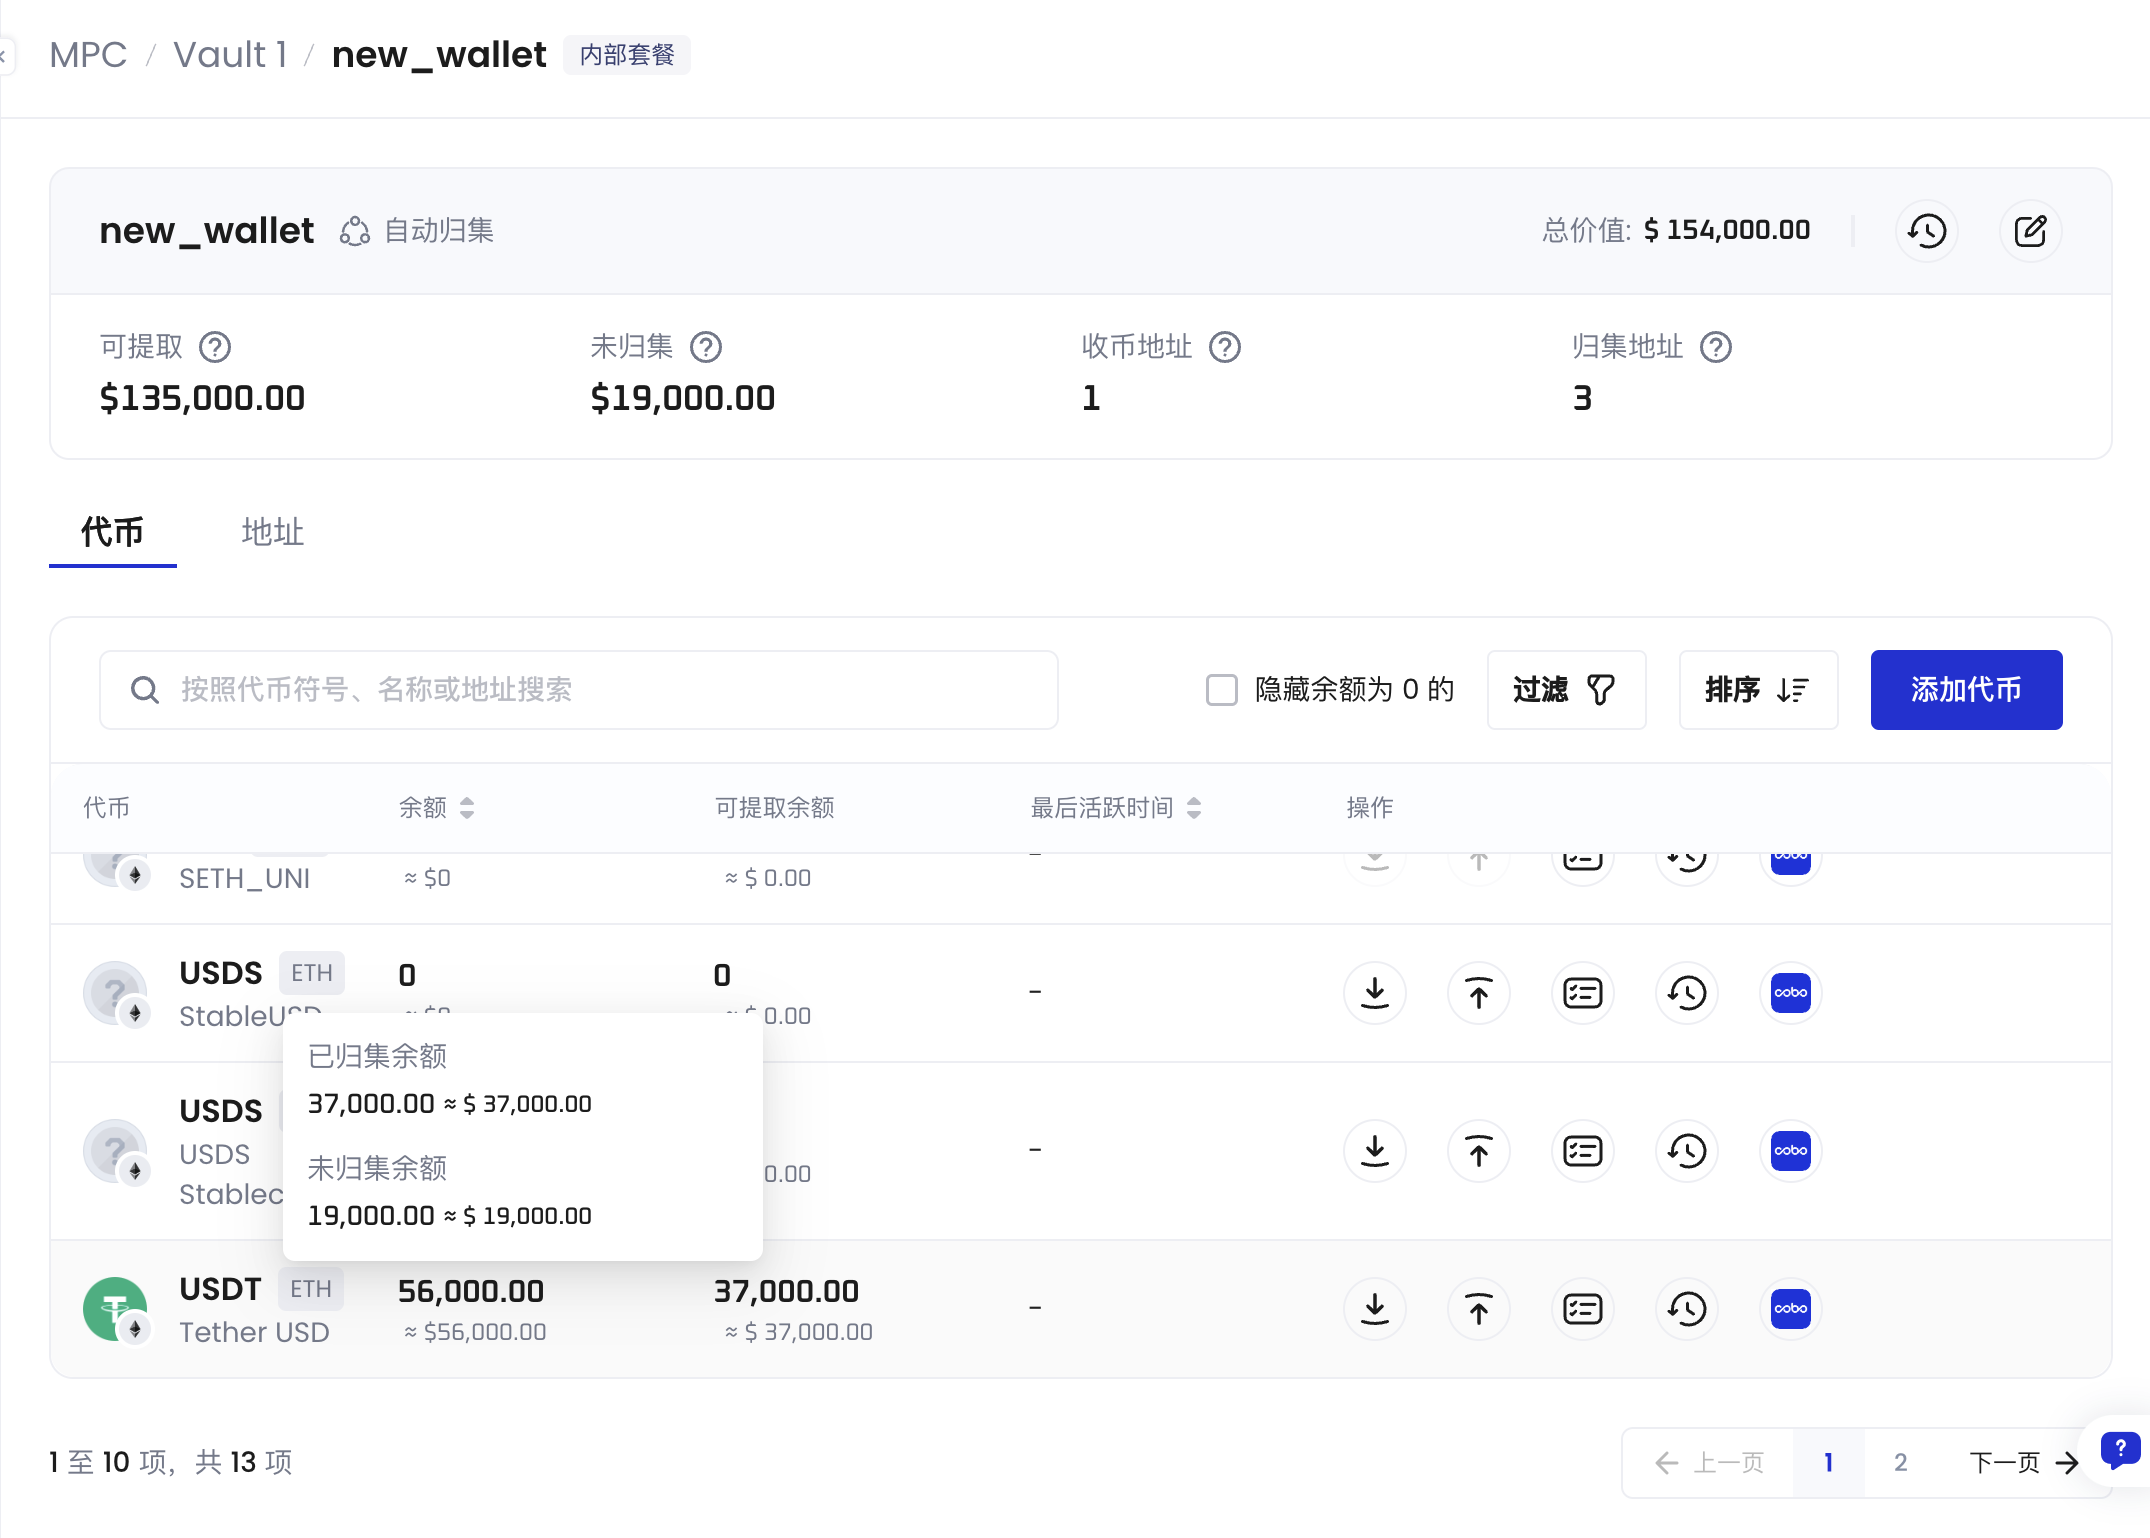 MPC / Vault 1 / new_wallet 内部套餐
new_wallet 自动归集
总价值: $ 154,000.00
可提取 ?
$135,000.00
未归集 ?
$19,000.00
收币地址 ?
1
归集地址 ?
3
代币 地址
按照代币符号、名称或地址搜索
隐藏余额为 0 的
过滤
排序
添加代币
代币 余额 可提取余额 最后活跃时间 操作
SETH_UNI ≈ $0 ≈ $ 0.00 – cobo
USDS ETH 0 0
– cobo
0.00
已归集余额
37,000.00 ≈ $ 37,000.00
未归集余额
19,000.00 ≈ $ 19,000.00
USDS
USDS 0.00 – cobo
USDT ETH 56,000.00 37,000.00
Tether USD ≈ $56,000.00 ≈ $ 37,000.00 – cobo
1 至 10 项，共 13 项
← 上一页 1 2 下一页 →